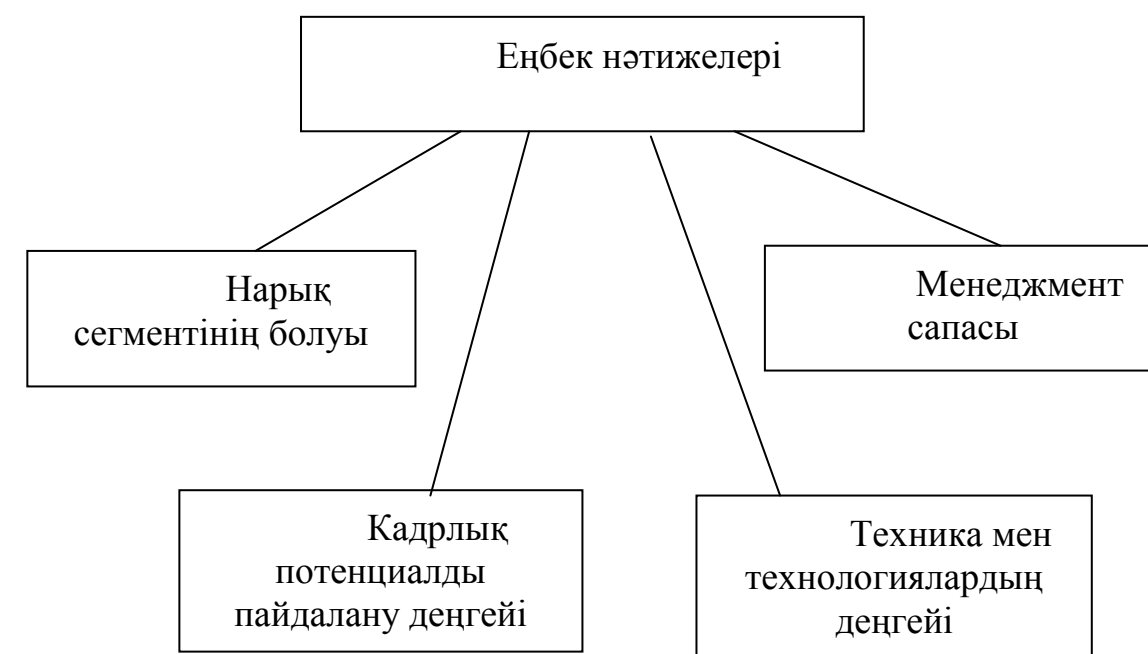 Еңбек нәтижелері
Нарық
сегментінің болуы
Менеджмент
сапасы
Кадрлық
потенциалды
пайдалану деңгейі
Техника мен
технологиялардың
деңгейі